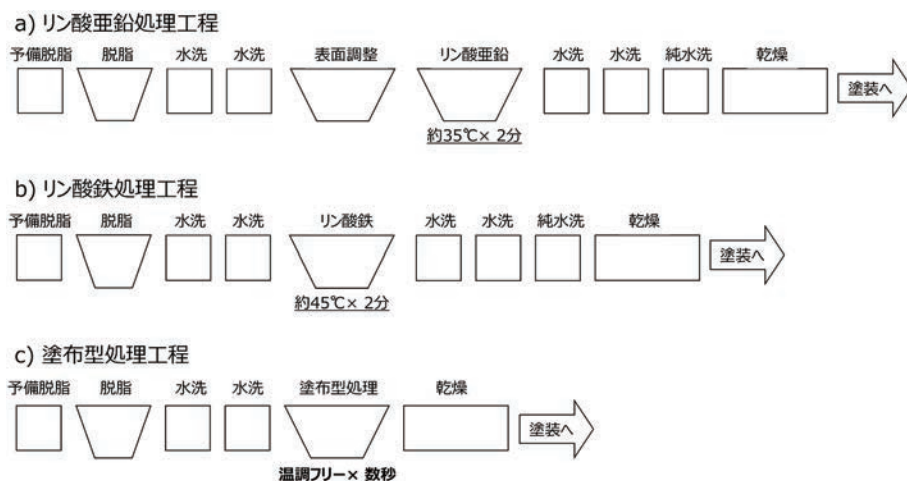 a) リン酸亜鉛処理工程
予備脱脂 脱脂 水洗 水洗 表面調整 リン酸亜鉛 水洗 水洗 純水洗 乾燥
塗装へ
約35℃× 2分
b) リン酸鉄処理工程
予備脱脂 脱脂 水洗 水洗 リン酸鉄 水洗 水洗 純水洗 乾燥
塗装へ
約45℃× 2分
c) 塗布型処理工程
予備脱脂 脱脂 水洗 水洗 塗布型処理 乾燥
塗装へ
温調フリー× 数秒